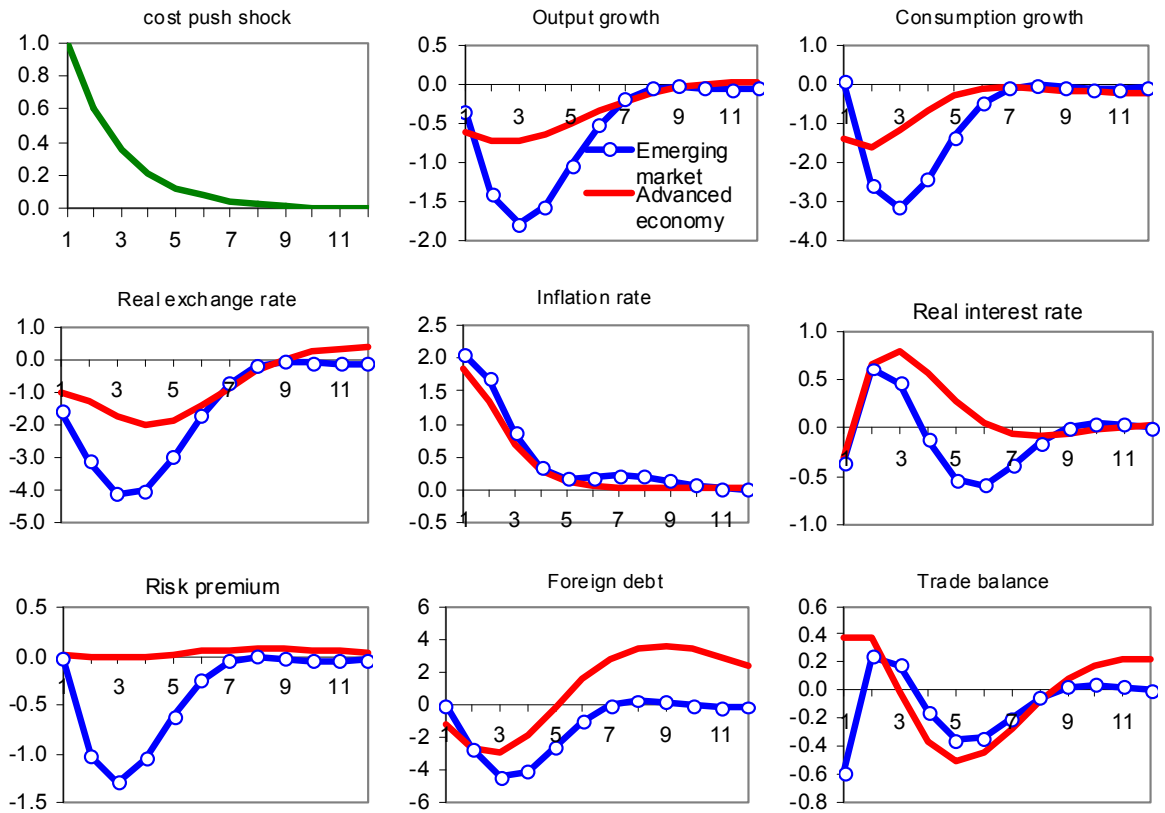 cost push shock
1.0
0.8
0.6
0.4
0.2
0.0
1 3 5 7 9 11
Output growth
0.5
0.0
-0.5
-1.0
-1.5
-2.0
1 3 5 7 9 11
Emerging
market
Advanced
economy
Consumption growth
1.0
0.0
-1.0
-2.0
-3.0
-4.0
1 3 5 7 9 11
Real exchange rate
1.0
0.0
-1.0
-2.0
-3.0
-4.0
-5.0
1 3 5 7 9 11
Inflation rate
2.5
2.0
1.5
1.0
0.5
0.0
-0.5
1 3 5 7 9 11
Real interest rate
1.0
0.5
0.0
-0.5
-1.0
1 3 5 7 9 11
Risk premium
0.5
0.0
-0.5
-1.0
-1.5
1 3 5 7 9 11
Foreign debt
6
4
2
0
-2
-4
-6
1 3 5 7 9 11
Trade balance
0.6
0.4
0.2
0.0
-0.2
-0.4
-0.6
-0.8
1 3 5 7 9 11